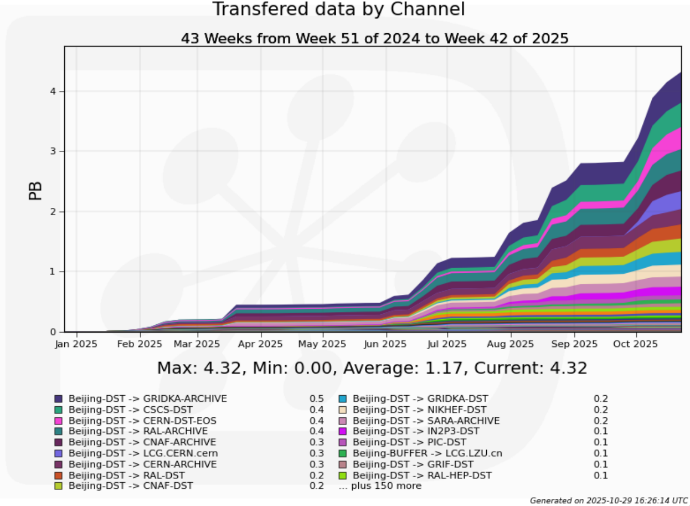 Transfered data by Channel
43 Weeks from Week 51 of 2024 to Week 42 of 2025
PB
4
3
2
1
0
Jan 2025 Feb 2025 Mar 2025 Apr 2025 May 2025 Jun 2025 Jul 2025 Aug 2025 Sep 2025 Oct 2025
Max: 4.32, Min: 0.00, Average: 1.17, Current: 4.32
Beijing-DST -> GRIDKA-ARCHIVE 0.5 Beijing-DST -> GRIDKA-DST 0.2
Beijing-DST -> CSCS-DST 0.4 Beijing-DST -> NIKHEF-DST 0.2
Beijing-DST -> CERN-DST-EOS 0.4 Beijing-DST -> SARA-ARCHIVE 0.2
Beijing-DST -> RAL-ARCHIVE 0.4 Beijing-DST -> IN2P3-DST 0.1
Beijing-DST -> CNAF-ARCHIVE 0.3 Beijing-DST -> PIC-DST 0.1
Beijing-DST -> LCG.CERN.cern 0.3 Beijing-BUFFER -> LCG.LZU.cn 0.1
Beijing-DST -> CERN-ARCHIVE 0.3 Beijing-DST -> GRIF-DST 0.1
Beijing-DST -> RAL-DST 0.2 Beijing-DST -> RAL-HEP-DST 0.1
Beijing-DST -> CNAF-DST 0.2 ... plus 150 more
Generated on 2025-10-29 16:26:14 UTC